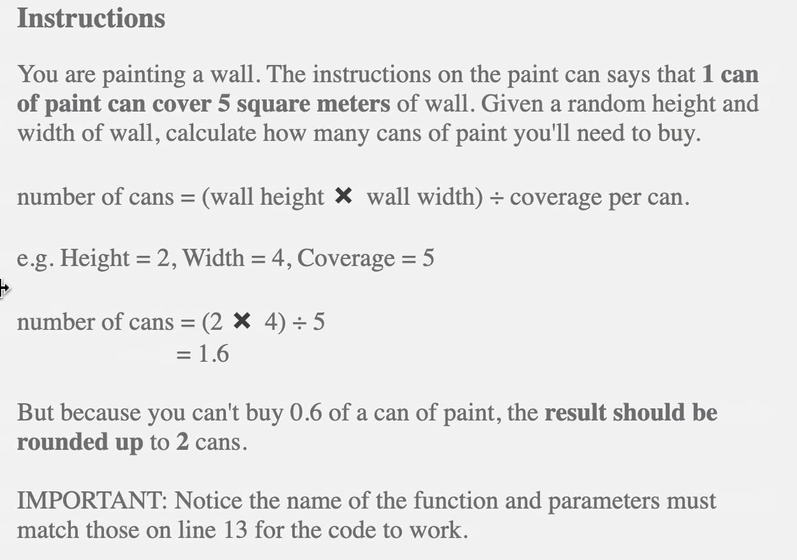 Instructions
You are painting a wall. The instructions on the paint can says that 1 can
of paint can cover 5 square meters of wall. Given a random height and
width of wall, calculate how many cans of paint you'll need to buy.
number of cans = (wall height ✖ wall width) ÷ coverage per can.
e.g. Height = 2, Width = 4, Coverage = 5
number of cans = (2 ✖ 4) ÷ 5
= 1.6
But because you can't buy 0.6 of a can of paint, the result should be
rounded up to 2 cans.
IMPORTANT: Notice the name of the function and parameters must
match those on line 13 for the code to work.